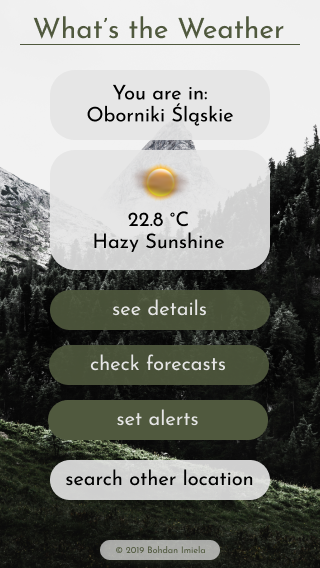 What's the Weather
You are in:
Oborniki Śląskie
22.8 °C
Hazy Sunshine
see details
check forecasts
set alerts
search other location
© 2019 Bohdan Imiela